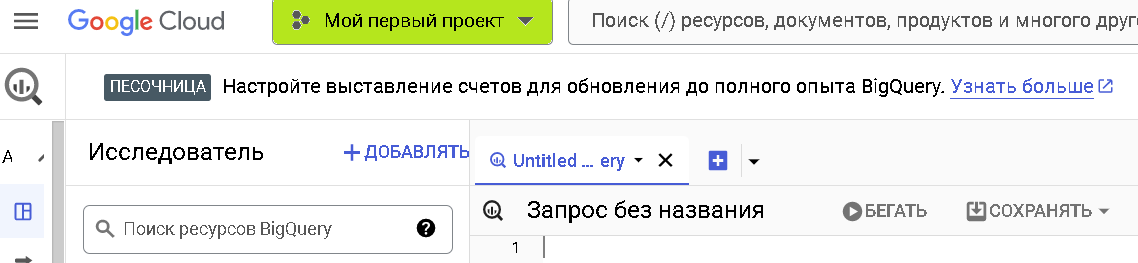 Google Cloud
Мой первый проект
Поиск (/) ресурсов, документов, продуктов и многого друго
ПЕСОЧНИЦА Настройте выставление счетов для обновления до полного опыта BigQuery. Узнать больше
А
Исследователь
+ ДОБАВЛЯТЬ
Untitled ... ery
Поиск ресурсов BigQuery
?
Запрос без названия
БЕГАТЬ
СОХРАНЯТЬ
1